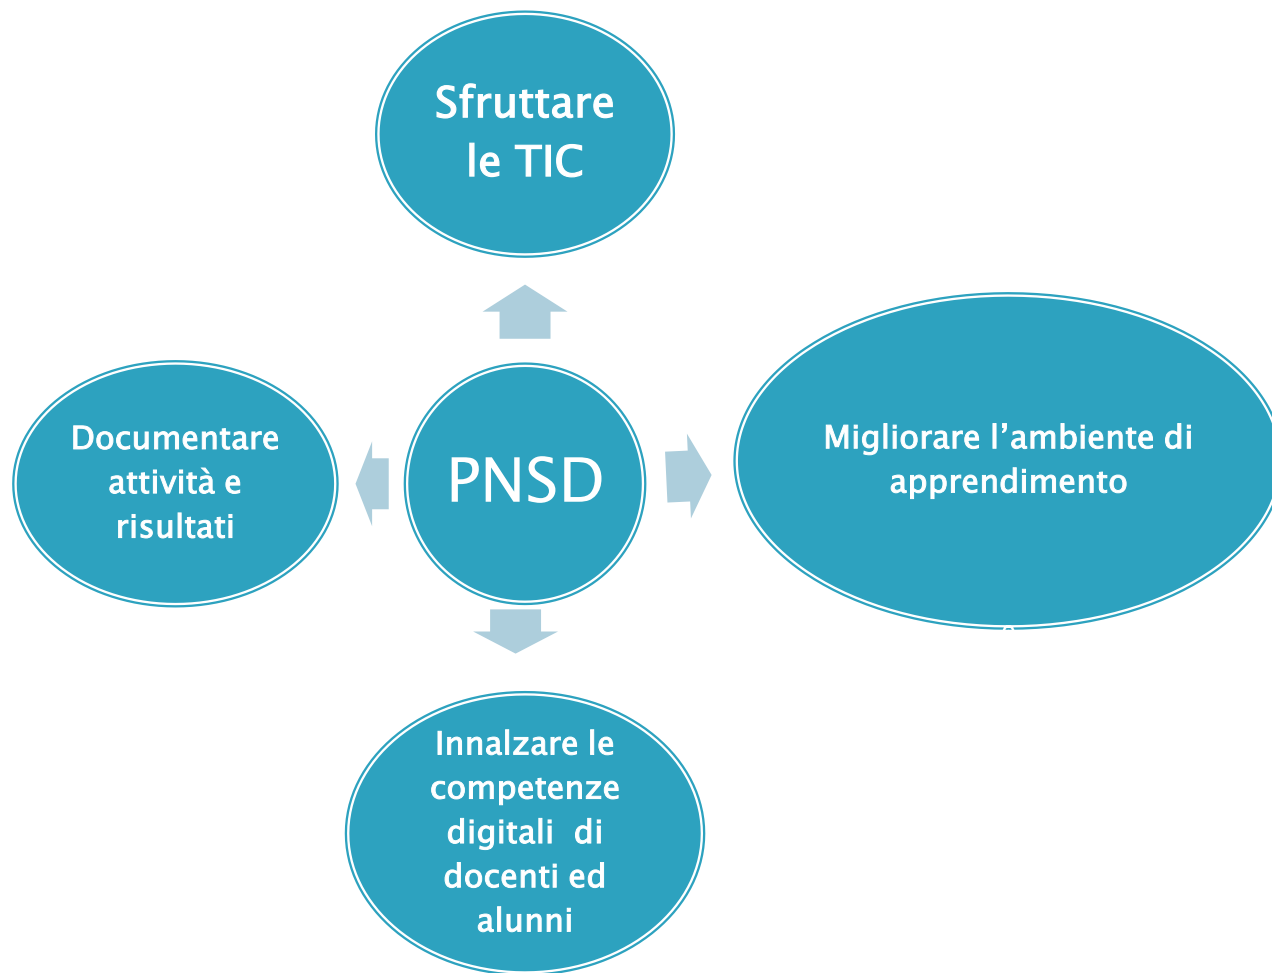 Sfruttare
le TIC
Documentare
attività e
risultati
PNSD
Migliorare l’ambiente di
apprendimento
Innalzare le
competenze
digitali  di
docenti ed
alunni